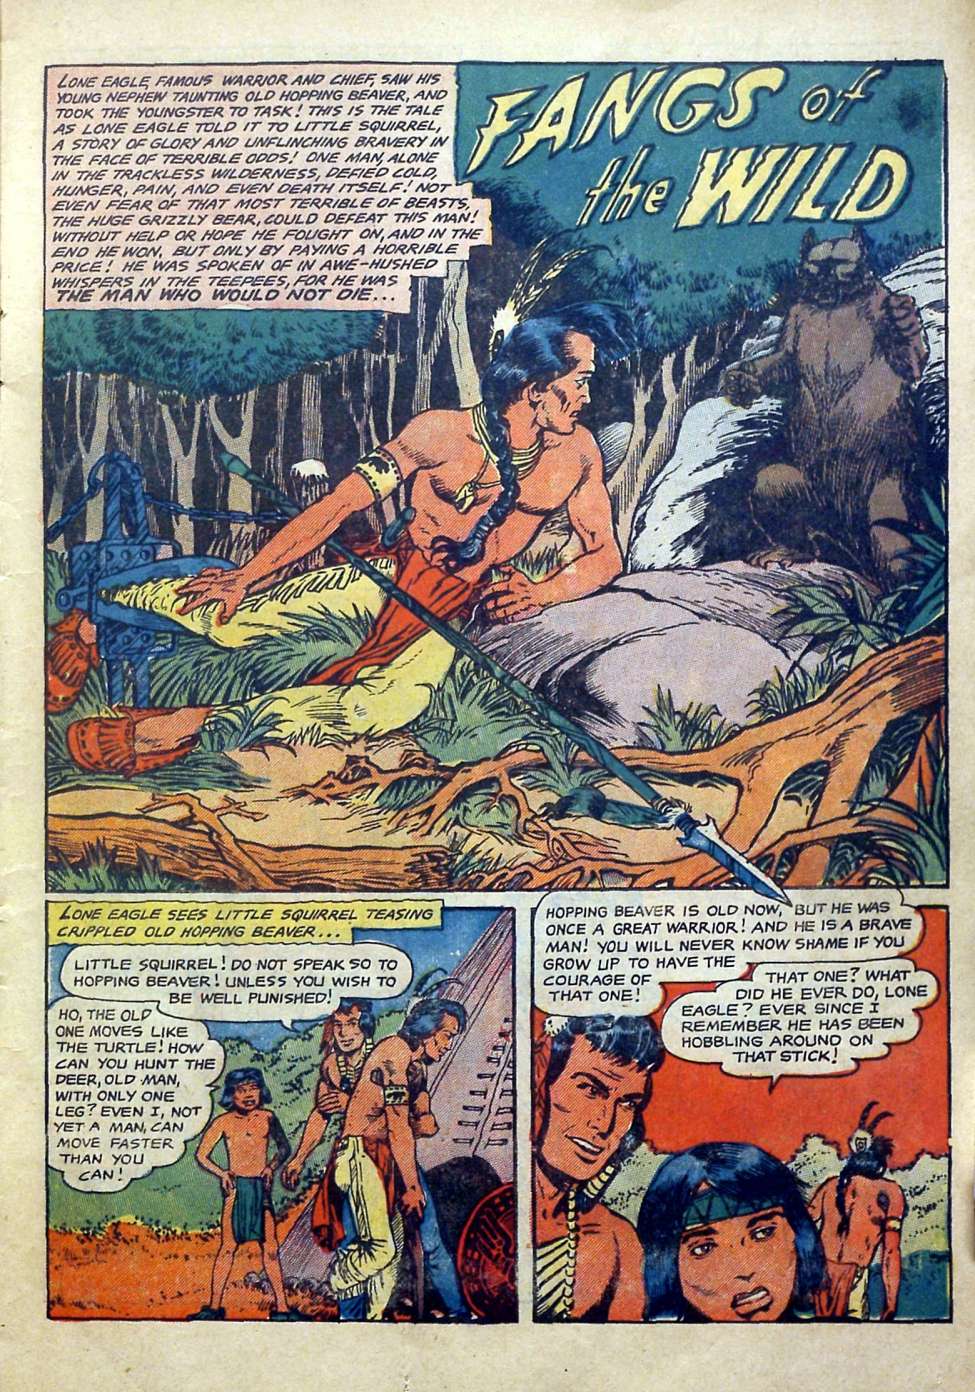 LONE EAGLE, FAMOUS WARRIOR AND CHIEF, SAW HIS
YOUNG NEPHEW TAUNTING OLD HOPPING BEAVER, AND
TOOK THE YOUNGSTER TO TASK! THIS IS THE TALE
AS LONE EAGLE TOLD IT TO LITTLE SQUIRREL,
A STORY OF GLORY AND UNFLINCHING BRAVERY IN
THE FACE OF TERRIBLE ODDS! ONE MAN, ALONE
IN THE TRACKLESS WILDERNESS, DEFIED COLD,
HUNGER, PAIN, AND EVEN DEATH ITSELF! NOT
EVEN FEAR OF THAT MOST TERRIBLE OF BEASTS,
THE HUGE GRIZZLY BEAR, COULD DEFEAT THIS MAN!
WITHOUT HELP OR HOPE HE FOUGHT ON, AND IN THE
END HE WON, BUT ONLY BY PAYING A HORRIBLE
PRICE! HE WAS SPOKEN OF IN AWE-HUSHED
WHISPERS IN THE TEEPEES, FOR HE WAS
THE MAN WHO WOULD NOT DIE...
FANGS of
the WILD
LONE EAGLE SEES LITTLE SQUIRREL TEASING
CRIPPLED OLD HOPPING BEAVER...
LITTLE SQUIRREL! DO NOT SPEAK SO TO
HOPPING BEAVER! UNLESS YOU WISH TO
BE WELL PUNISHED!
HO, THE OLD
ONE MOVES LIKE
THE TURTLE! HOW
CAN YOU HUNT THE
DEER, OLD MAN,
WITH ONLY ONE
LEG? EVEN I, NOT
YET A MAN, CAN
MOVE FASTER
THAN YOU
CAN!
HOPPING BEAVER IS OLD NOW, BUT HE WAS
ONCE A GREAT WARRIOR! AND HE IS A BRAVE
MAN! YOU WILL NEVER KNOW SHAME IF YOU
GROW UP TO HAVE THE
COURAGE OF
THAT ONE!
THAT ONE? WHAT
DID HE EVER DO, LONE
EAGLE? EVER SINCE I
REMEMBER HE HAS BEEN
HOBBLING AROUND ON
THAT STICK!